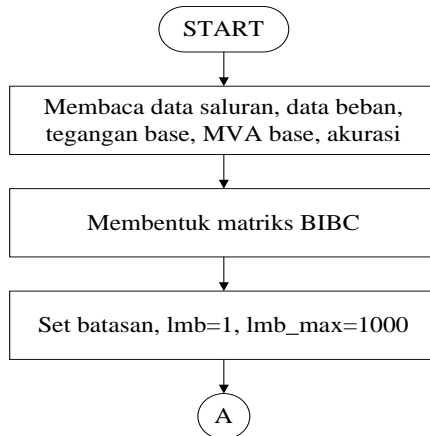 START
Membaca data saluran, data beban,
tegangan base, MVA base, akurasi
Membentuk matriks BIBC
Set batasan, lmb=1, lmb_max=1000
A